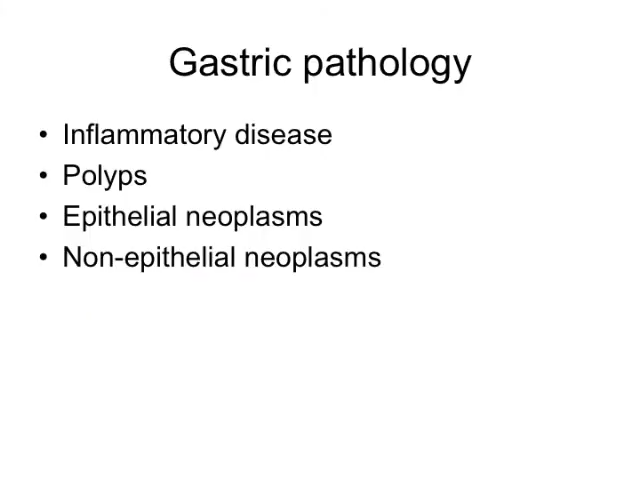 Gastric pathology
• Inflammatory disease
• Polyps
• Epithelial neoplasms
• Non-epithelial neoplasms